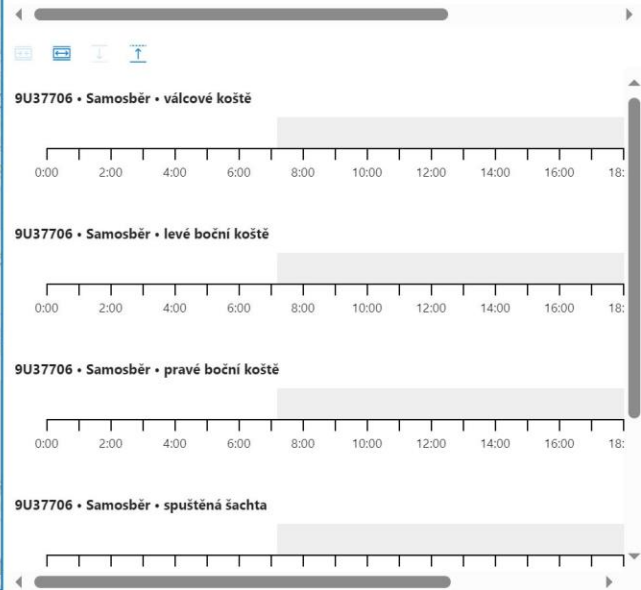 9U37706 • Samosběr • válcové koště
0:00 2:00 4:00 6:00 8:00 10:00 12:00 14:00 16:00 18:
9U37706 • Samosběr • levé boční koště
0:00 2:00 4:00 6:00 8:00 10:00 12:00 14:00 16:00 18:
9U37706 • Samosběr • pravé boční koště
0:00 2:00 4:00 6:00 8:00 10:00 12:00 14:00 16:00 18:
9U37706 • Samosběr • spuštěná šachta